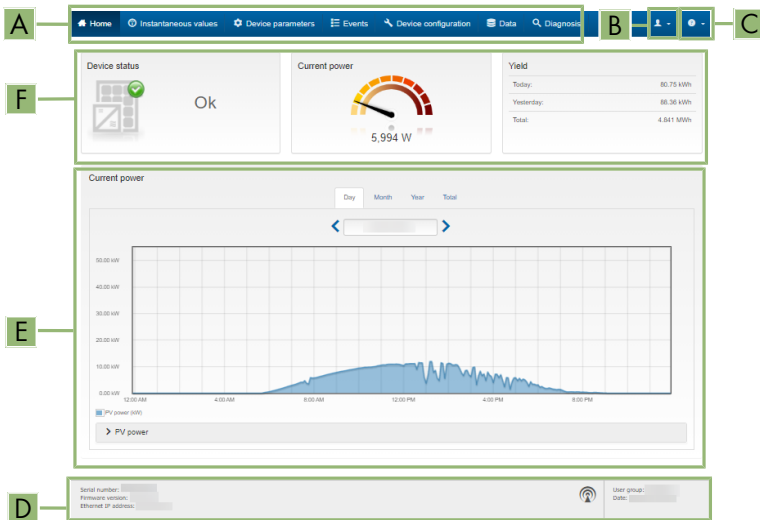 A
Home Instantaneous values Device parameters Events Device configuration Data Diagnosis
B
C
F
Device status
Ok
Current power
5,994 W
Yield
Today: 80.75 kWh
Yesterday: 86.36 kWh
Total: 4.841 MWh
E
Current power
Day Month Year Total
50.00 kW
40.00 kW
30.00 kW
20.00 kW
10.00 kW
0.00 kW
12:00 AM 4:00 AM 8:00 AM 12:00 PM 4:00 PM 8:00 PM
PV power (kW)
PV power
D
Serial number:
Firmware version:
Ethernet IP address:
User group:
Date: